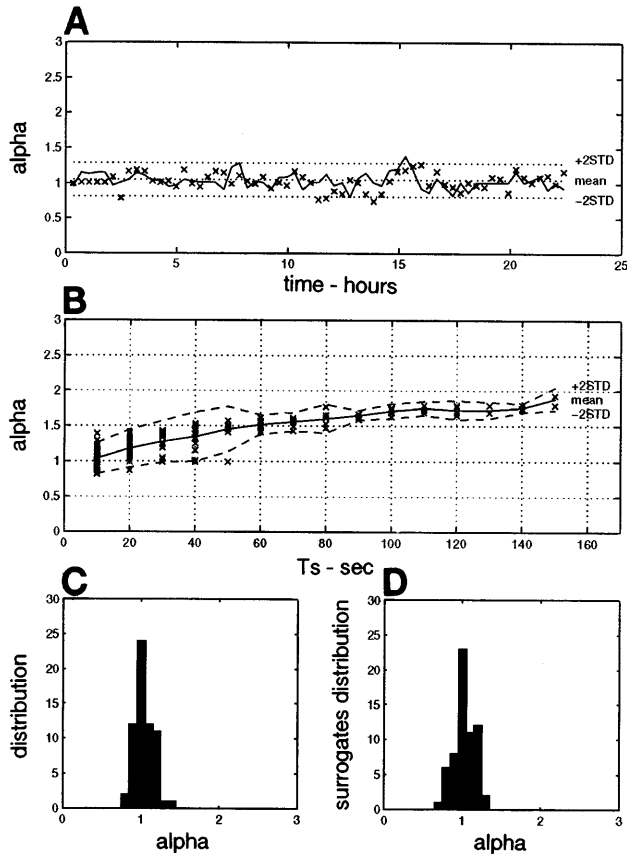 A
3
2.5
2
1.5
1
0.5
0
alpha
+2STD
mean
−2STD
0 5 10 15 20 25
time - hours
B
3
2.5
2
1.5
1
0.5
0
alpha
+2STD
mean
−2STD
0 20 40 60 80 100 120 140 160
Ts - sec
C
30
25
20
15
10
5
0
distribution
0 1 2 3
alpha
D
30
25
20
15
10
5
0
surrogates distribution
0 1 2 3
alpha